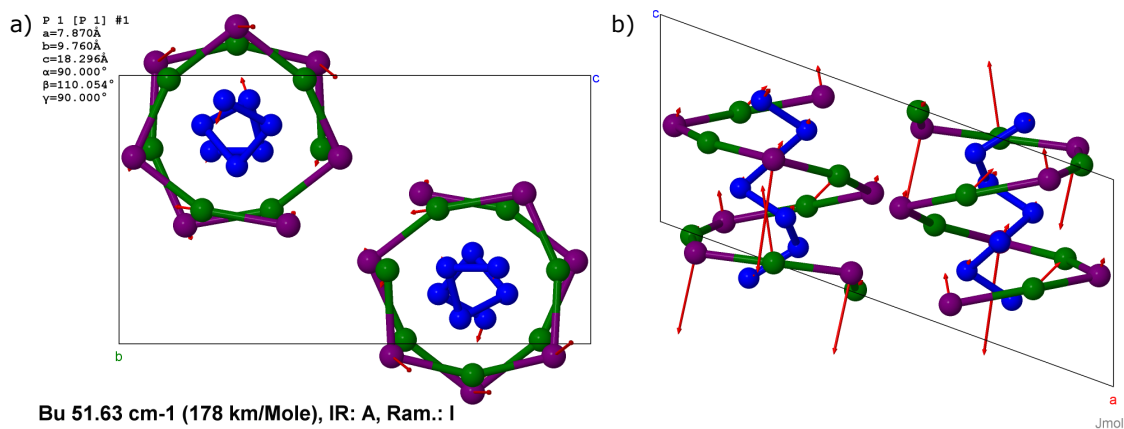 a)
P 1 [P 1] #1
a=7.870Å
b=9.760Å
c=18.296Å
α=90.000°
β=110.054°
γ=90.000°
c
b
b)
c
a
Bu 51.63 cm-1 (178 km/Mole), IR: A, Ram.: I
Jmol